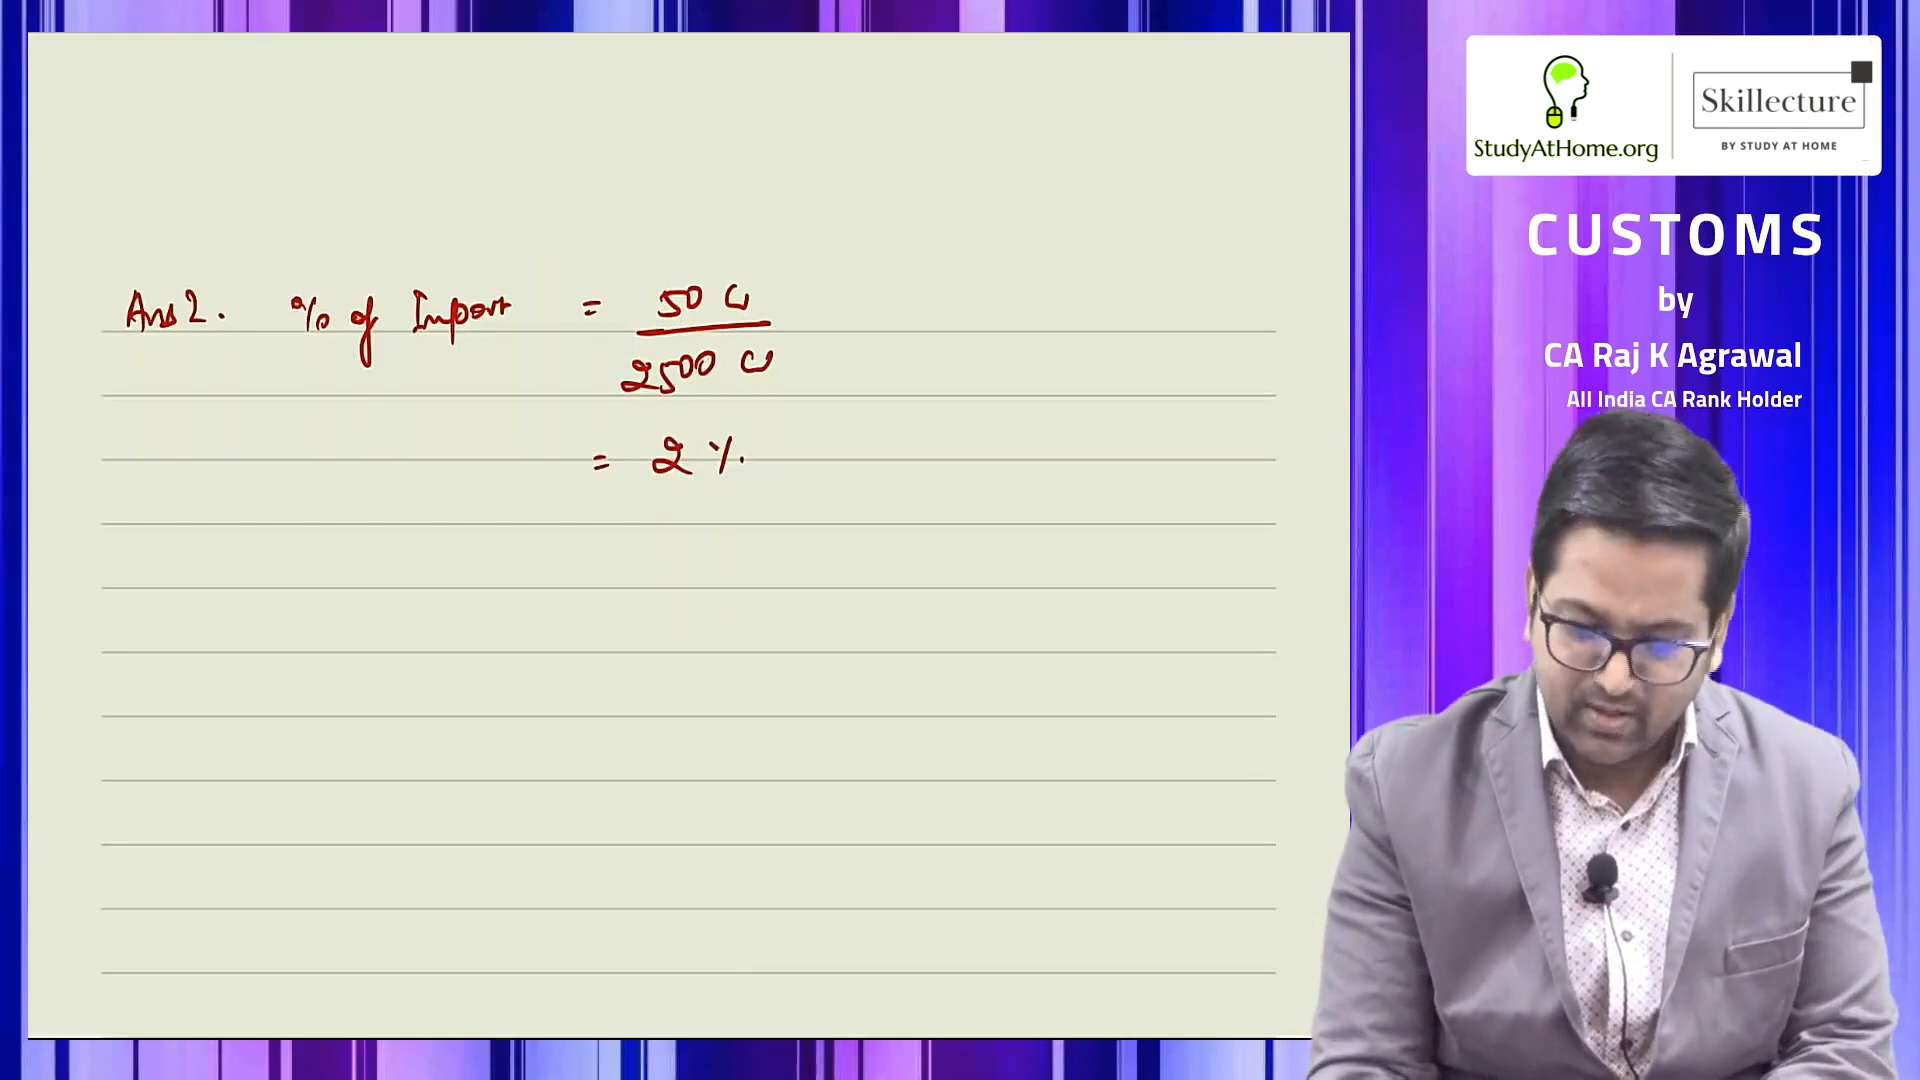 Ans 2. % of Import = 50 Cr
2500 Cr
= 2 %.
StudyAtHome.org
Skillecture
BY STUDY AT HOME
CUSTOMS
by
CA Raj K Agrawal
All India CA Rank Holder